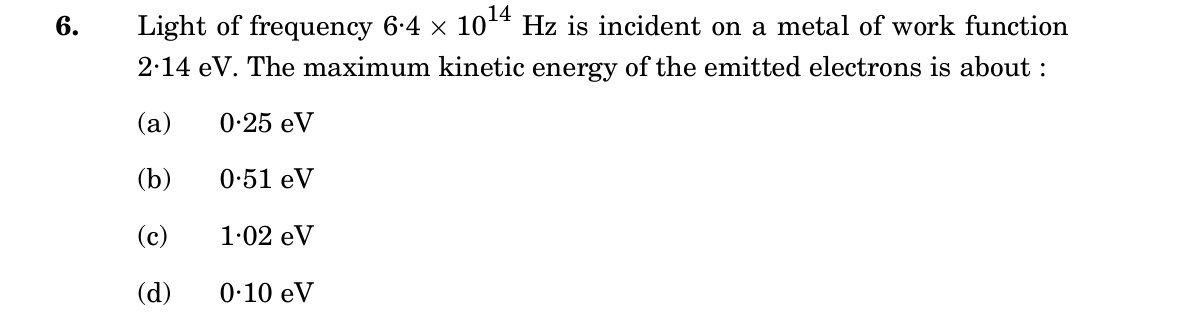 6. Light of frequency 6·4 × 10¹⁴ Hz is incident on a metal of work function
2·14 eV. The maximum kinetic energy of the emitted electrons is about :
(a) 0·25 eV
(b) 0·51 eV
(c) 1·02 eV
(d) 0·10 eV